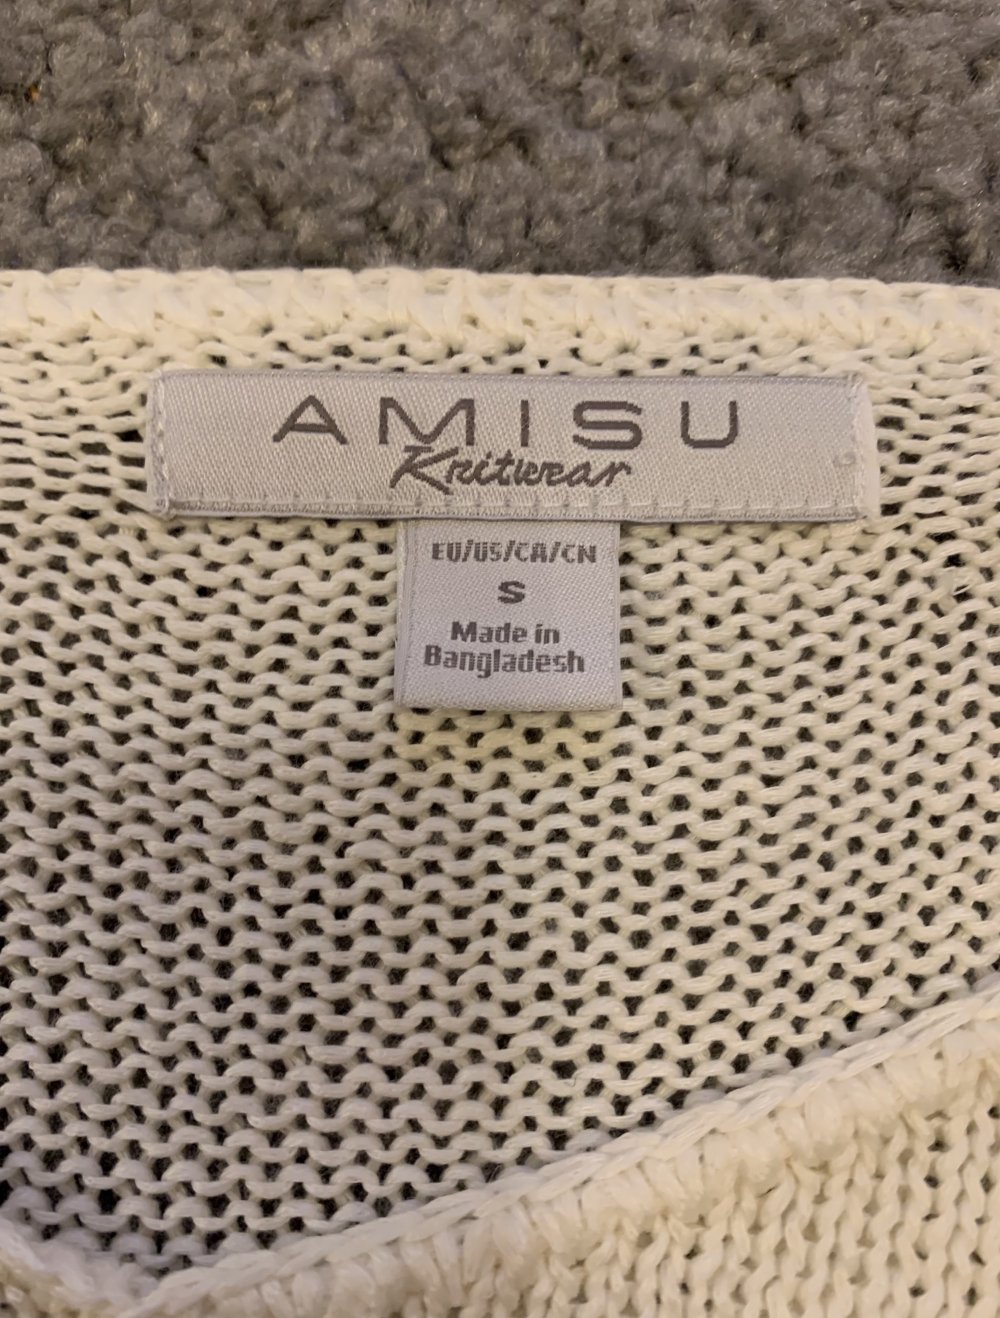 AMISU
Knitwear
EU/US/CA/CN
S
Made in
Bangladesh